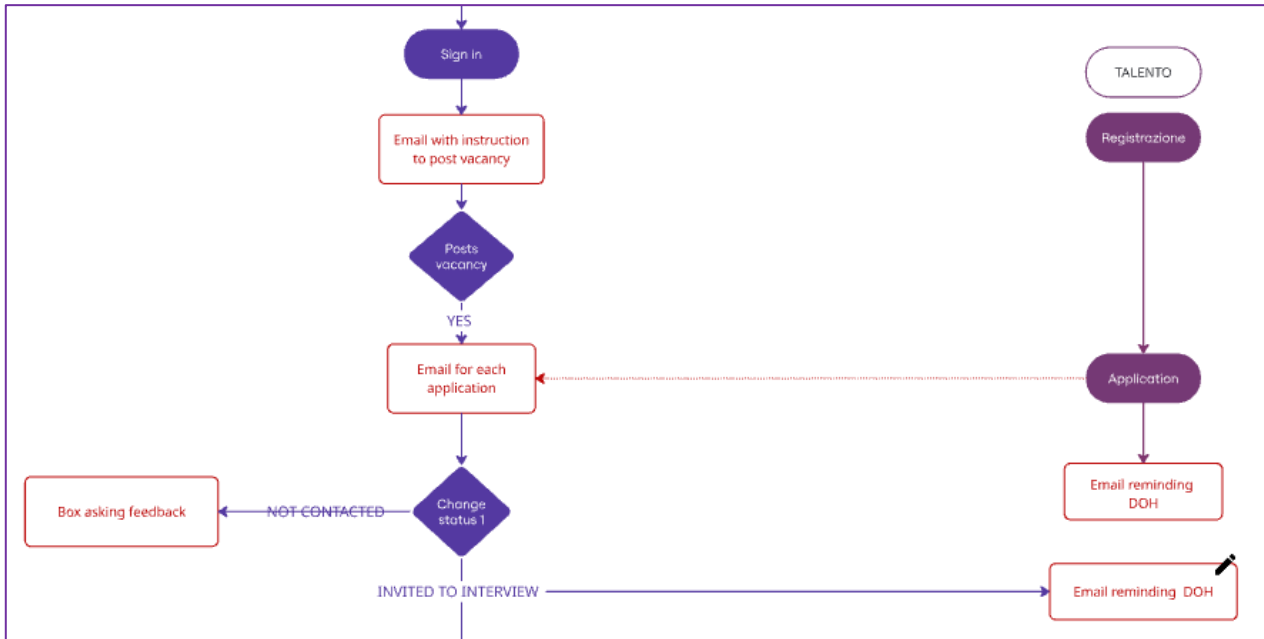 Sign in
TALENTO
Email with instruction
to post vacancy
Registrazione
Posts
vacancy
YES
Email for each
application
Application
Box asking feedback
NOT CONTACTED
Change
status 1
Email reminding
DOH
INVITED TO INTERVIEW
Email reminding DOH